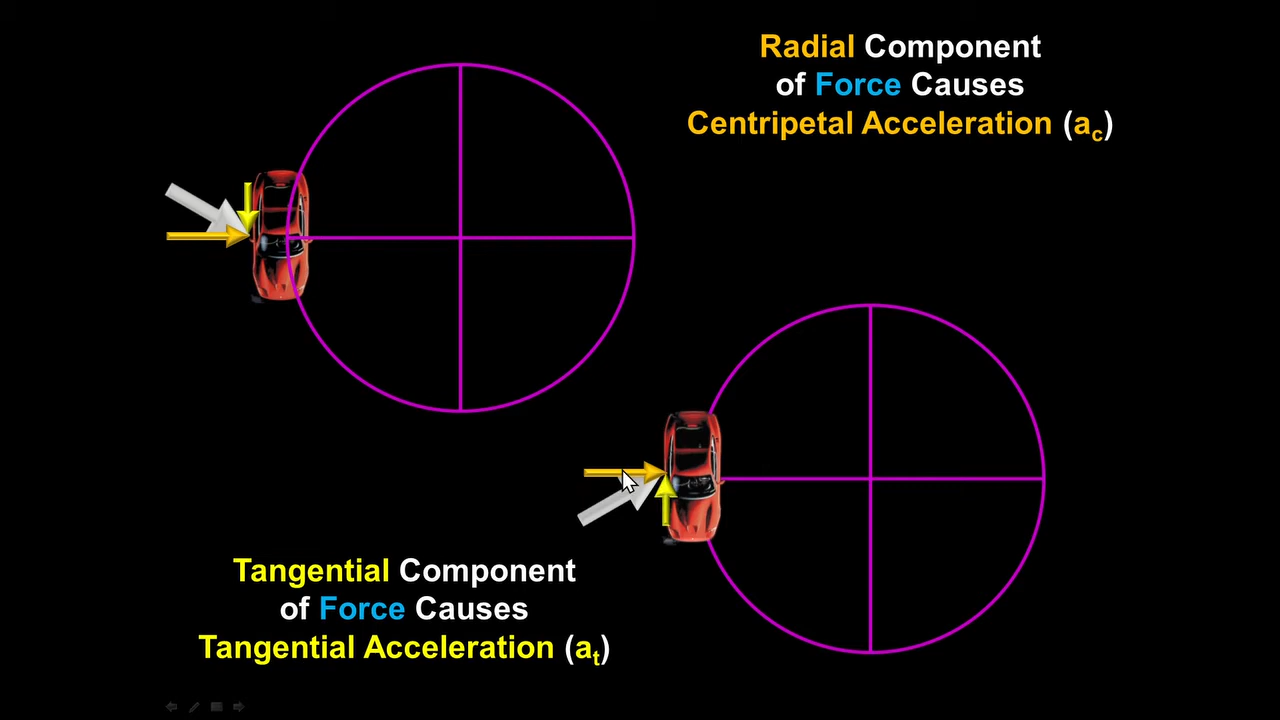 Radial Component
of Force Causes
Centripetal Acceleration (ac)
Tangential Component
of Force Causes
Tangential Acceleration (at)